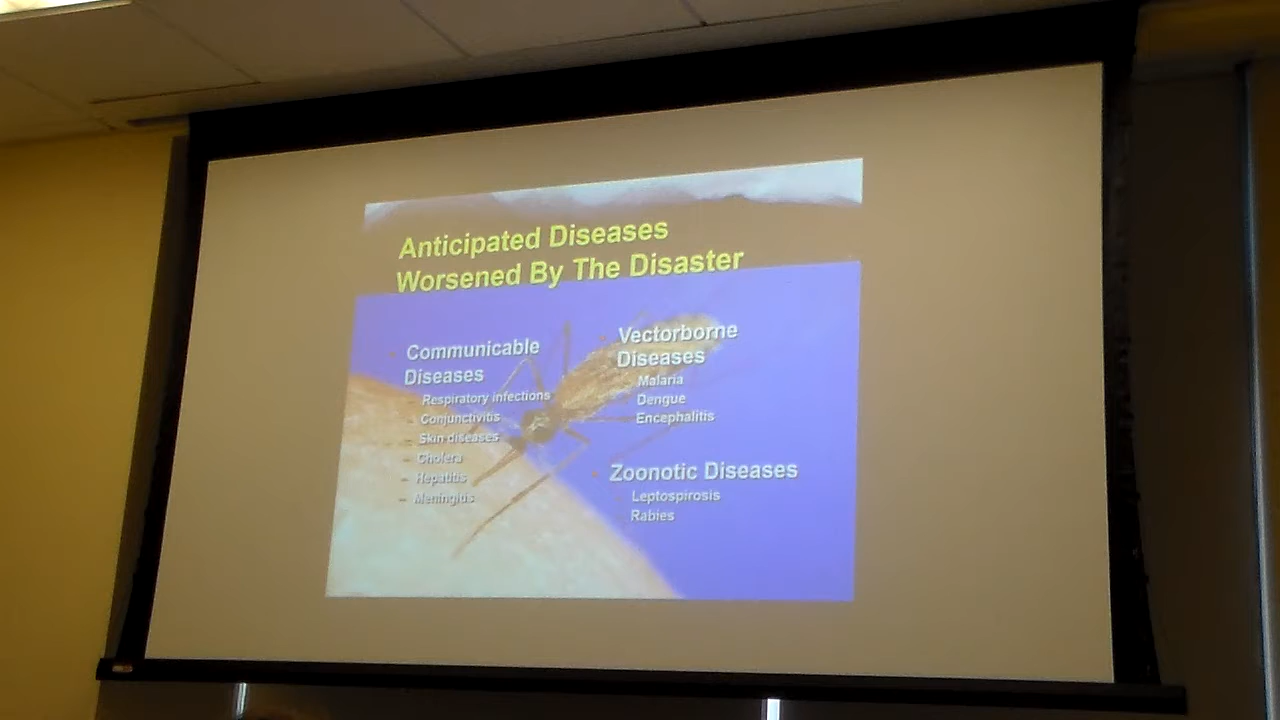 Anticipated Diseases
Worsened By The Disaster
Communicable
Diseases
– Respiratory infections
– Conjunctivitis
– Skin diseases
– Cholera
– Hepatitis
– Meningitis
Vectorborne
Diseases
Malaria
Dengue
Encephalitis
Zoonotic Diseases
Leptospirosis
Rabies